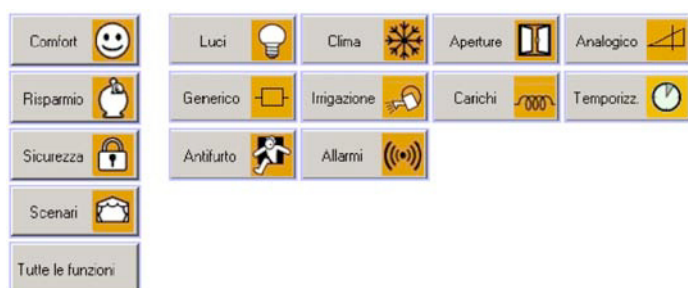 Comfort
Luci
Clima
Aperture
Analogico
Risparmio
Generico
Irrigazione
Carichi
Temporizz.
Sicurezza
Antifurto
Allarmi
Scenari
Tutte le funzioni